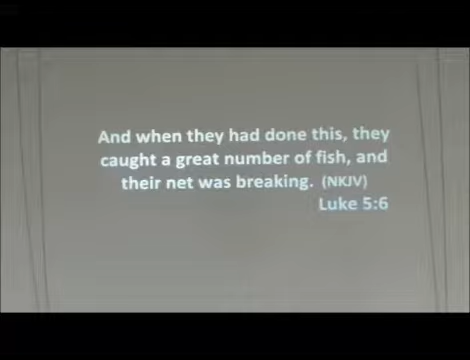 And when they had done this, they
caught a great number of fish, and
their net was breaking. (NKJV)
Luke 5:6